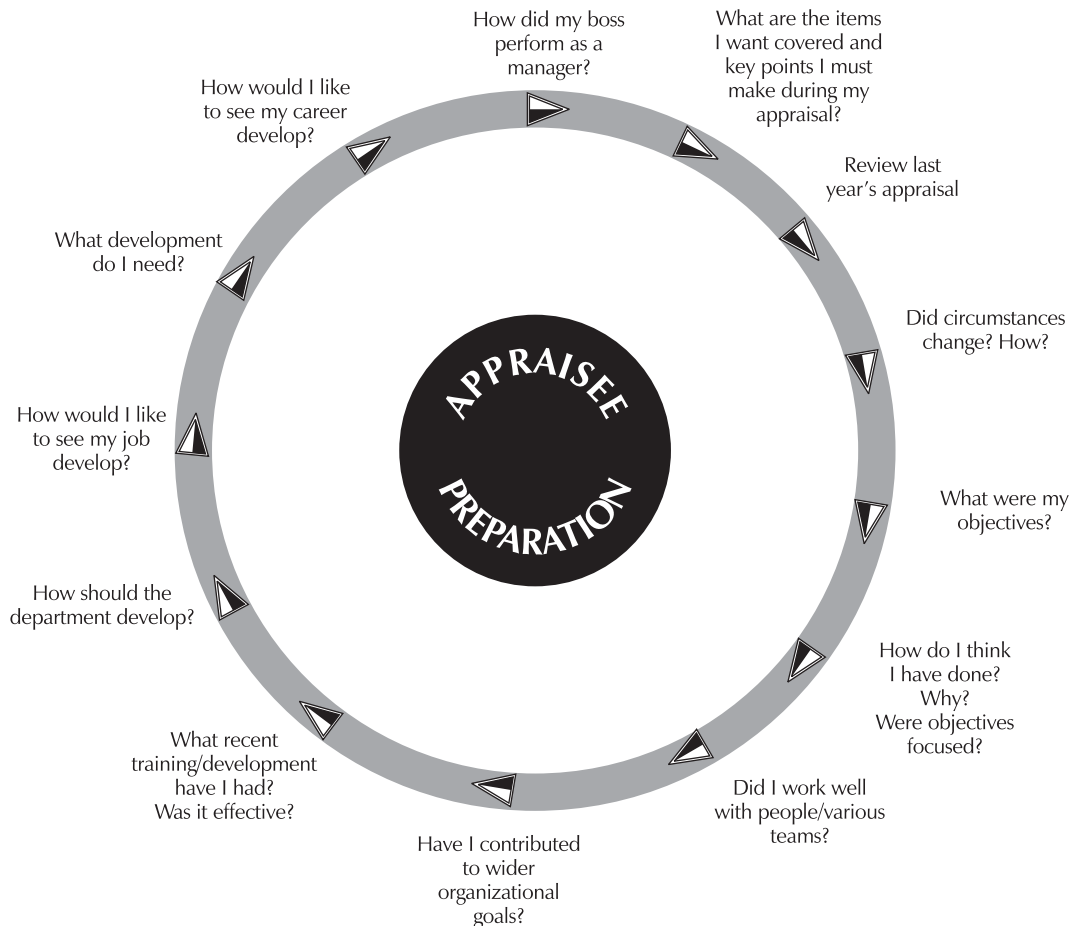 How did my boss
perform as a
manager?
What are the items
I want covered and
key points I must
make during my
appraisal?
Review last
year's appraisal
Did circumstances
change? How?
What were my
objectives?
How do I think
I have done?
Why?
Were objectives
focused?
Did I work well
with people/various
teams?
Have I contributed
to wider
organizational
goals?
What recent
training/development
have I had?
Was it effective?
How should the
department develop?
How would I like
to see my job
develop?
What development
do I need?
How would I like
to see my career
develop?
APPRAISEE
PREPARATION